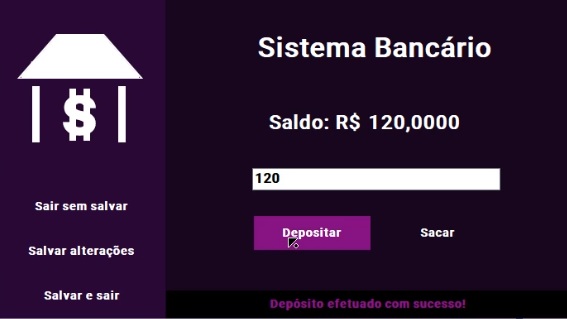 Sistema Bancário
Saldo: R$ 120,0000
120
Depositar
Sacar
$
Sair sem salvar
Salvar alterações
Salvar e sair
Depósito efetuado com sucesso!